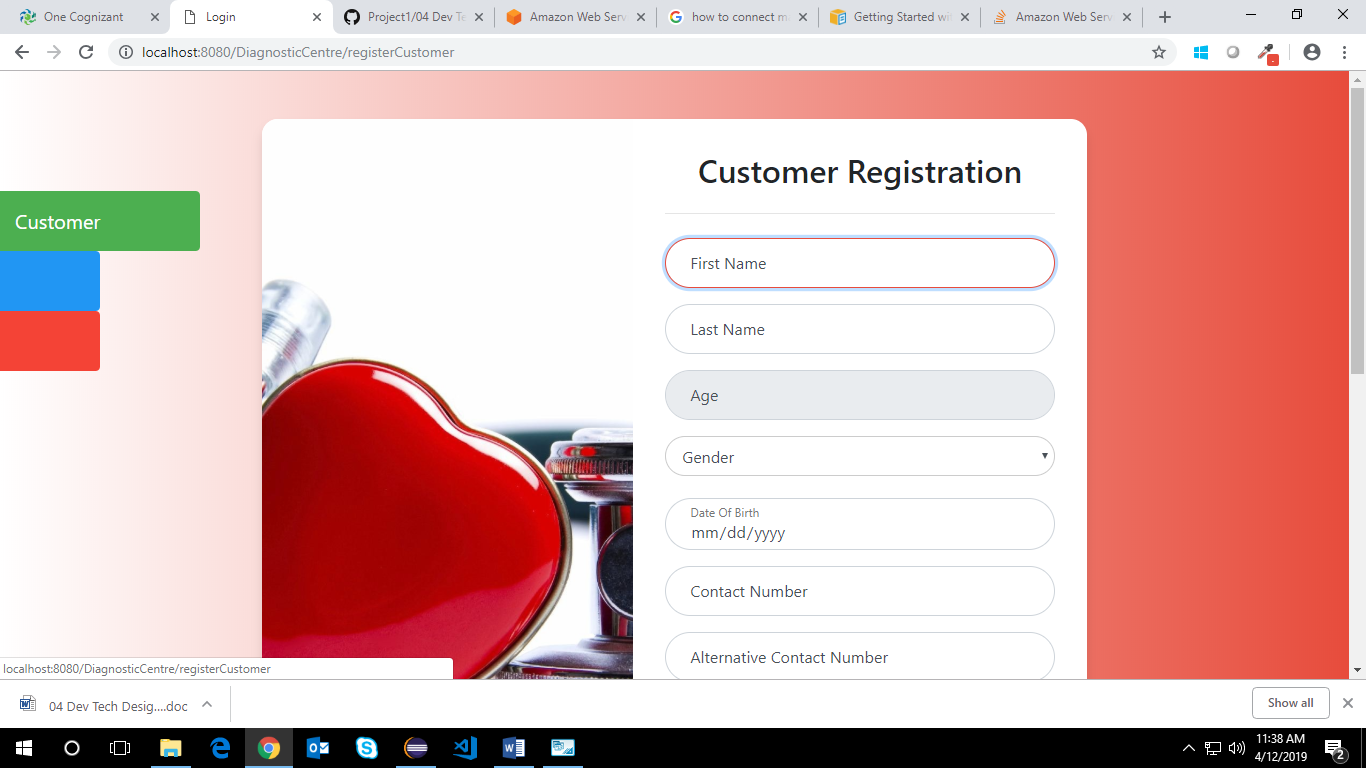 One Cognizant
Login
Project1/04 Dev Te
Amazon Web Serv
how to connect m
Getting Started wit
Amazon Web Serv
localhost:8080/DiagnosticCentre/registerCustomer
Customer
Customer Registration
First Name
Last Name
Age
Gender
Date Of Birth
mm/dd/yyyy
Contact Number
Alternative Contact Number
localhost:8080/DiagnosticCentre/registerCustomer
04 Dev Tech Desig....doc
Show all
11:38 AM
4/12/2019
2